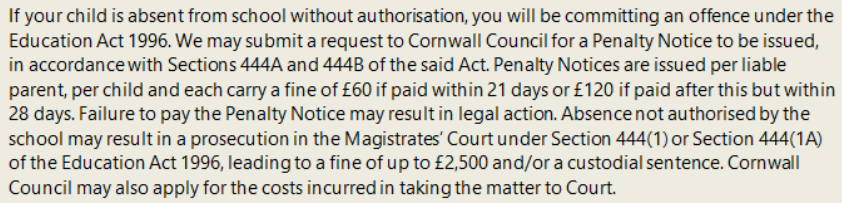 If your child is absent from school without authorisation, you will be committing an offence under the
Education Act 1996. We may submit a request to Cornwall Council for a Penalty Notice to be issued,
in accordance with Sections 444A and 444B of the said Act. Penalty Notices are issued per liable
parent, per child and each carry a fine of £60 if paid within 21 days or £120 if paid after this but within
28 days. Failure to pay the Penalty Notice may result in legal action. Absence not authorised by the
school may result in a prosecution in the Magistrates' Court under Section 444(1) or Section 444(1A)
of the Education Act 1996, leading to a fine of up to £2,500 and/or a custodial sentence. Cornwall
Council may also apply for the costs incurred in taking the matter to Court.